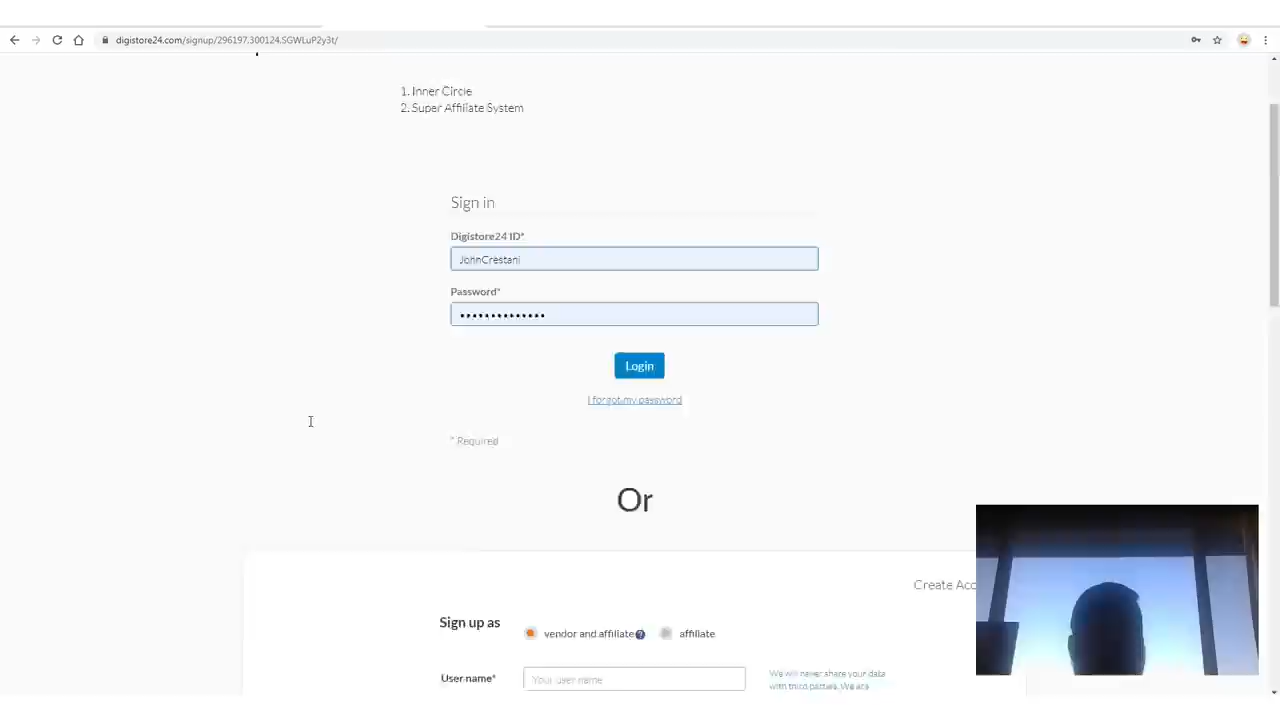 digistore24.com/signup/296197.300124.SGWLuP2y3t/
1. Inner Circle
2. Super Affiliate System
Sign in
Digistore24 ID*
JohnCrestani
Password*
••••••••••••••
Login
I forgot my password
* Required
Or
Create Acc
Sign up as
vendor and affiliate
affiliate
User name*
Your user name
We will never share your data
with third parties. We are